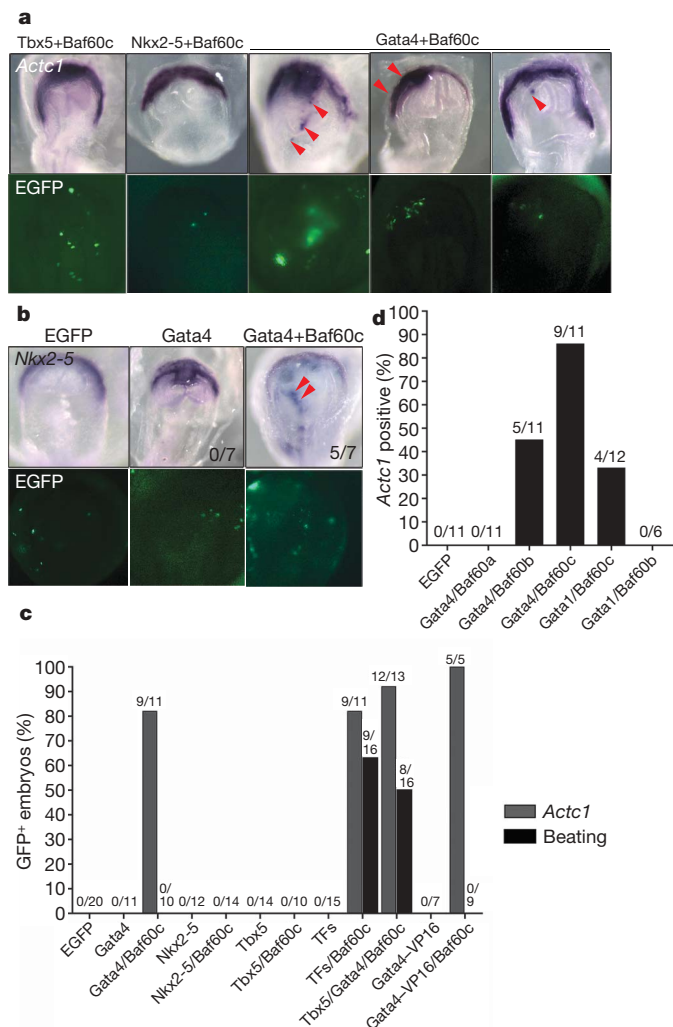 a
Tbx5+Baf60c Nkx2-5+Baf60c Gata4+Baf60c
Actc1
EGFP
b
EGFP Gata4 Gata4+Baf60c
Nkx2-5
0/7 5/7
EGFP
d
Actc1 positive (%)
100
90
80
70
60
50
40
30
20
10
0
0/11 0/11 5/11 9/11 4/12 0/6
EGFP
Gata4/Baf60a
Gata4/Baf60b
Gata4/Baf60c
Gata1/Baf60c
Gata1/Baf60b
c
GFP+ embryos (%)
100
90
80
70
60
50
40
30
20
10
0
0/20 0/11 9/11 0/10 0/12 0/14 0/14 0/10 0/15 9/11 9/16 12/13 8/16 0/7 5/5 0/9
EGFP
Gata4
Gata4/Baf60c
Nkx2-5
Nkx2-5/Baf60c
Tbx5
Tbx5/Baf60c
TFs
TFs/Baf60c
Tbx5/Gata4/Baf60c
Gata4–VP16
Gata4–VP16/Baf60c
Actc1
Beating